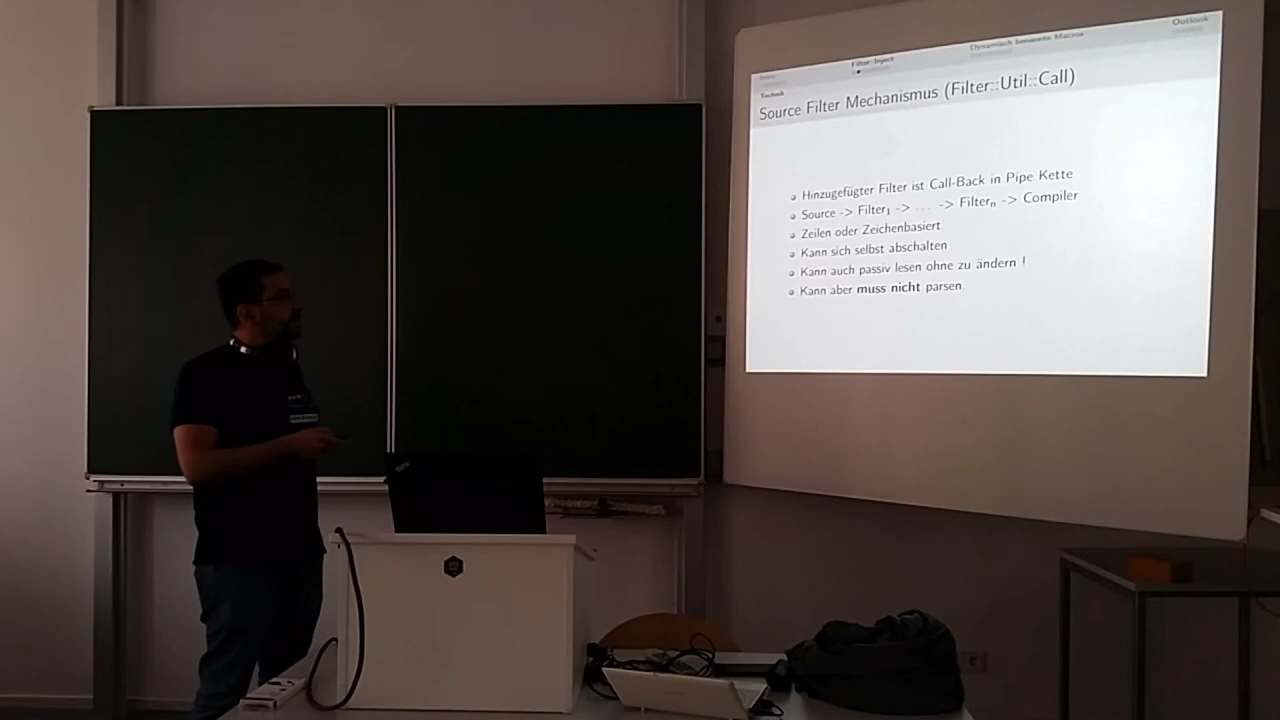 Intro
Filter::Inject
Dynamisch benannte Macros
Outlook
Technik
Source Filter Mechanismus (Filter::Util::Call)
Hinzugefügter Filter ist Call-Back in Pipe Kette
Source -> Filter₁ -> ... -> Filterₙ -> Compiler
Zeilen oder Zeichenbasiert
Kann sich selbst abschalten
Kann auch passiv lesen ohne zu ändern !
Kann aber muss nicht parsen.